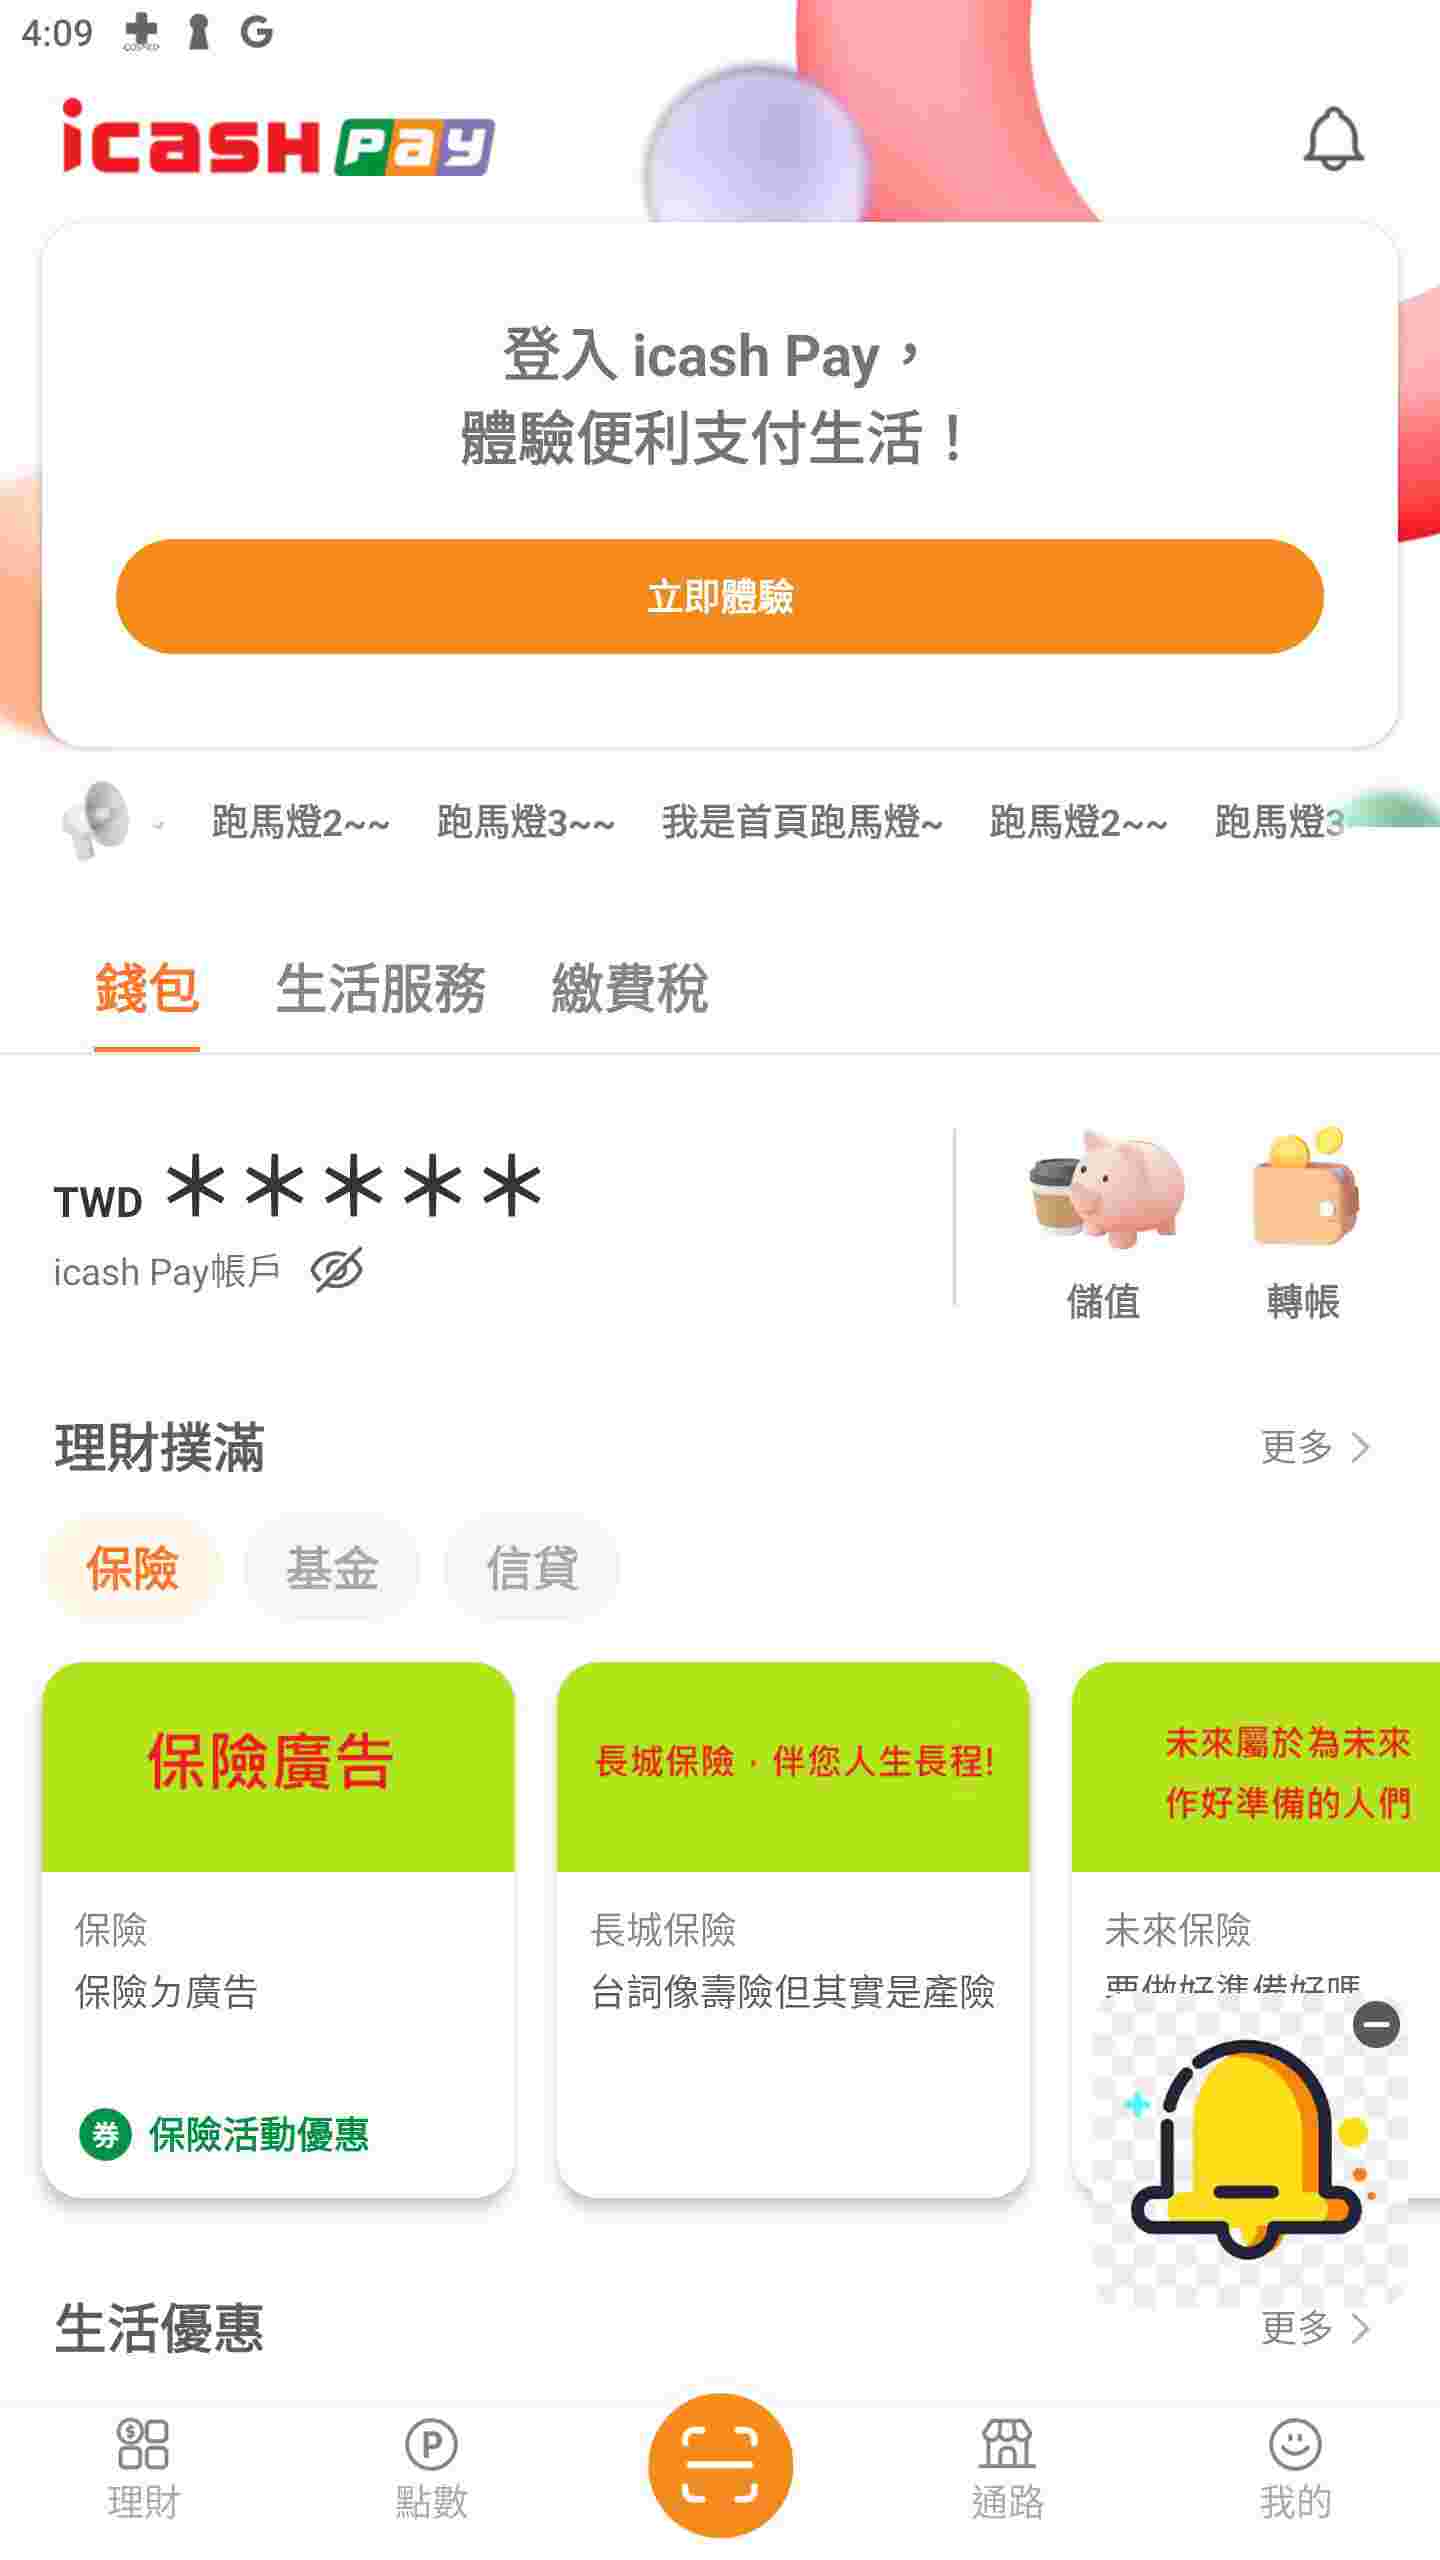 4:09
icash Pay
登入 icash Pay，
體驗便利支付生活！
立即體驗
跑馬燈2~~ 跑馬燈3~~ 我是首頁跑馬燈~ 跑馬燈2~~ 跑馬燈3
錢包 生活服務 繳費稅
TWD ＊＊＊＊＊
icash Pay帳戶
儲值 轉帳
理財撲滿 更多
保險 基金 信貸
保險廣告
保險
保險ㄉ廣告
券 保險活動優惠
長城保險，伴您人生長程!
長城保險
台詞像壽險但其實是產險
未來屬於為未來
作好準備的人們
未來保險
要做好準備好嗎
生活優惠 更多
理財 點數 通路 我的